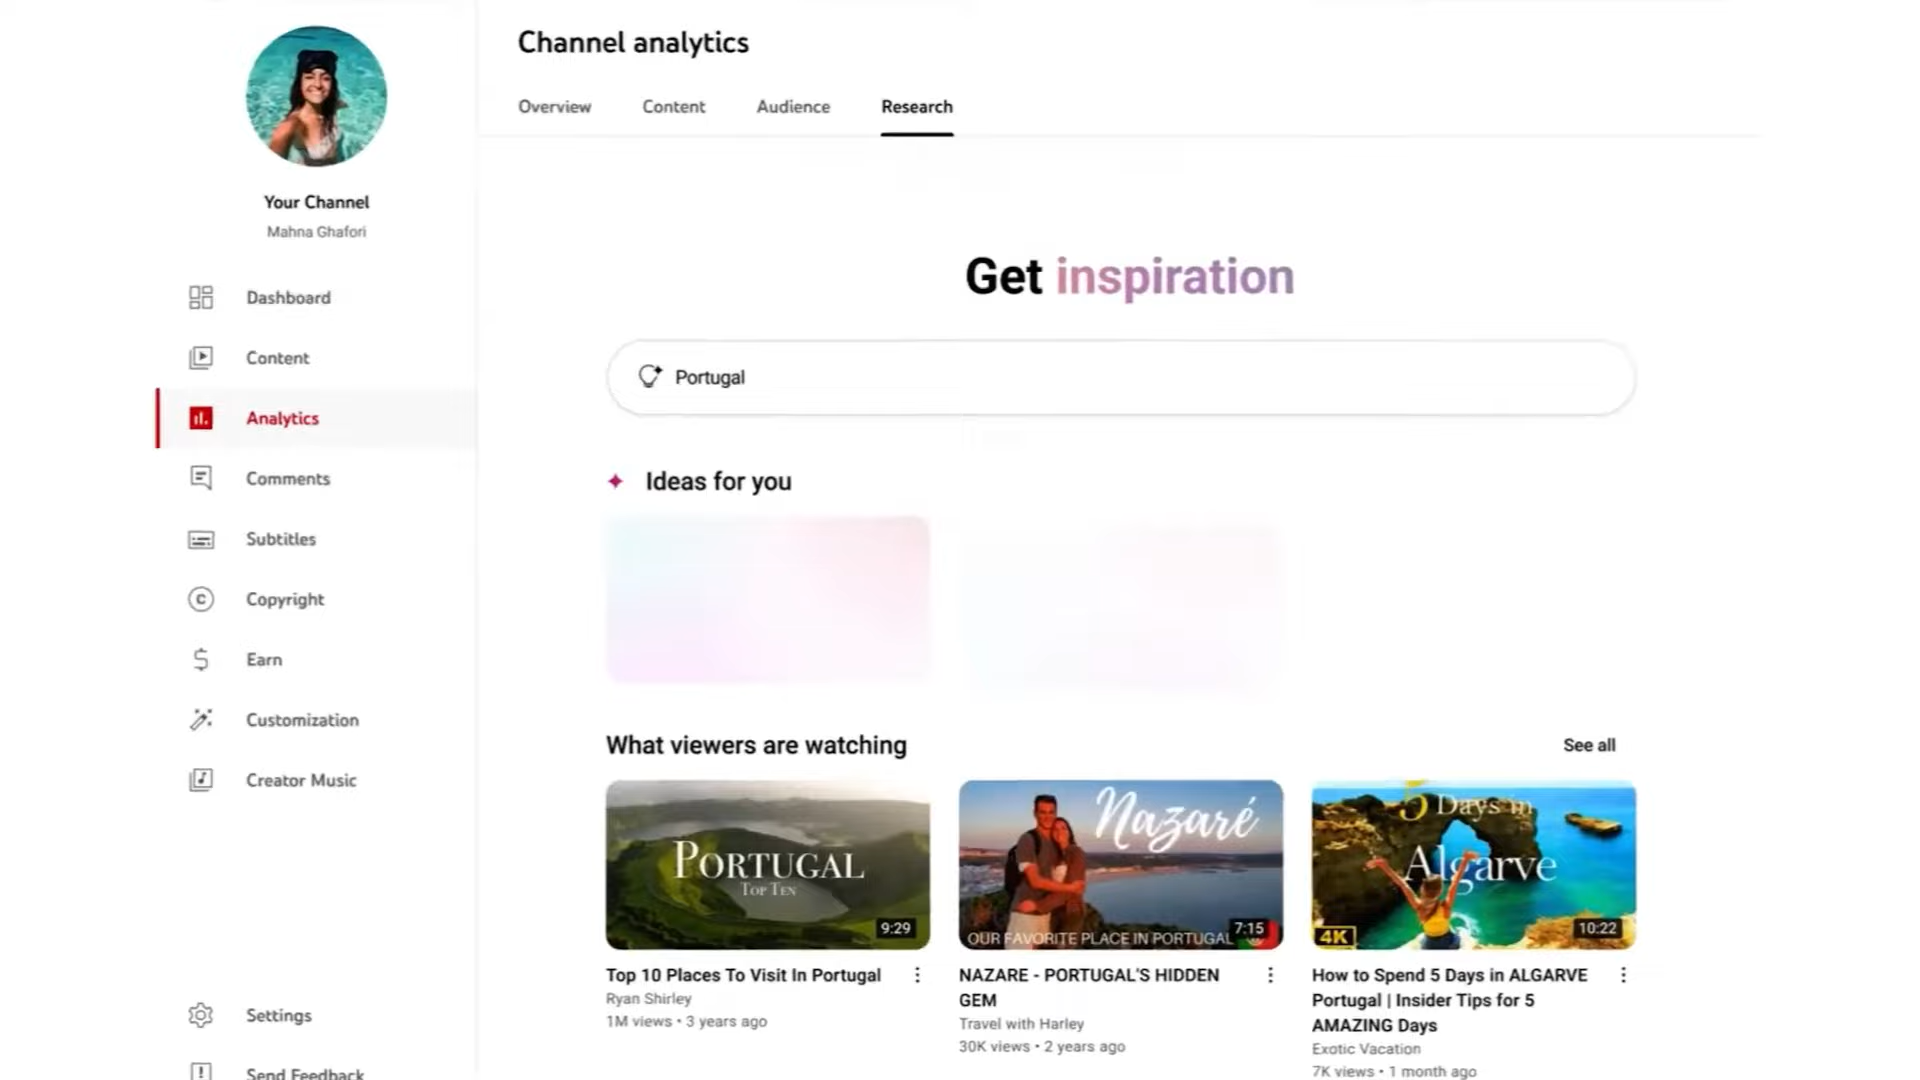 Channel analytics
Overview
Content
Audience
Research
Your Channel
Mahna Ghafori
Dashboard
Content
Analytics
Comments
Subtitles
Copyright
Earn
Customization
Creator Music
Settings
Send Feedback
Get inspiration
Portugal
Ideas for you
What viewers are watching
See all
PORTUGAL
TOP TEN
9:29
Top 10 Places To Visit In Portugal
Ryan Shirley
1M views • 3 years ago
Nazaré
OUR FAVORITE PLACE IN PORTUGAL
7:15
NAZARE - PORTUGAL'S HIDDEN
GEM
Travel with Harley
30K views • 2 years ago
5 Days in
Algarve
4K
10:22
How to Spend 5 Days in ALGARVE
Portugal | Insider Tips for 5
AMAZING Days
Exotic Vacation
7K views • 1 month ago